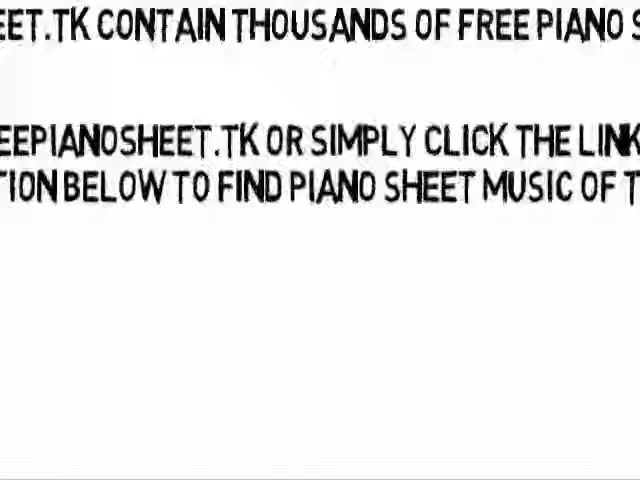 EET.TK CONTAIN THOUSANDS OF FREE PIANO S
EEPIANOSHEET.TK OR SIMPLY CLICK THE LINK
TION BELOW TO FIND PIANO SHEET MUSIC OF T